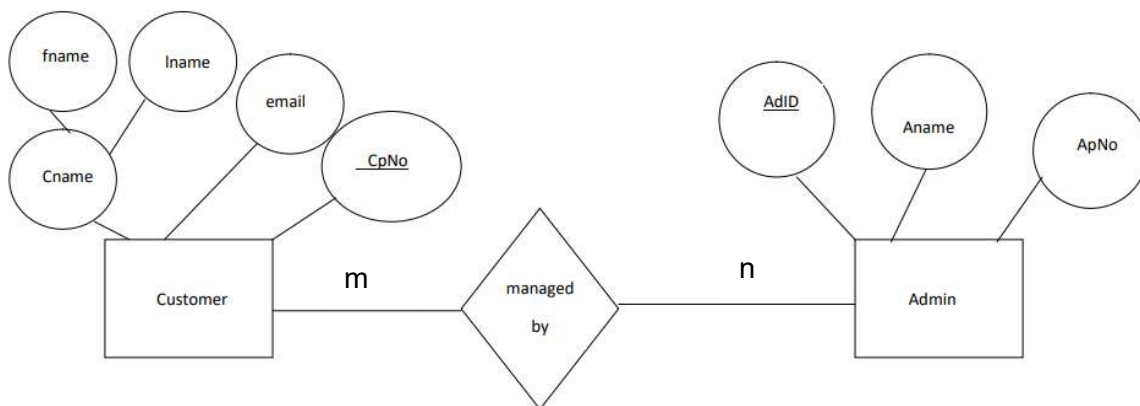 fname
lname
email
CpNo
Cname
AdID
Aname
ApNo
Customer
m
managed
by
n
Admin